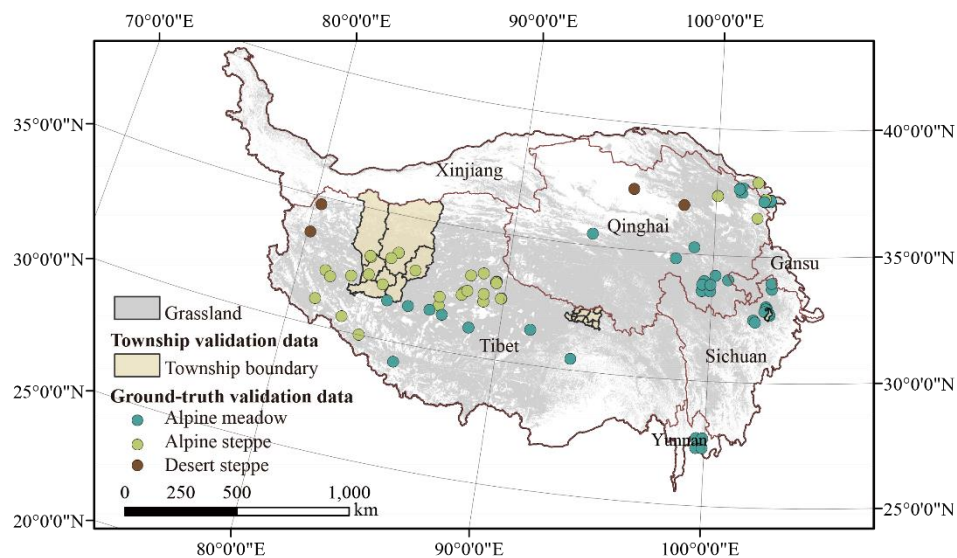 70°0'0"E 80°0'0"E 90°0'0"E 100°0'0"E
35°0'0"N
40°0'0"N
Xinjiang
Qinghai
30°0'0"N
35°0'0"N
Gansu
Grassland
Township validation data
Township boundary
Tibet
Sichuan
25°0'0"N
30°0'0"N
Ground-truth validation data
Alpine meadow
Alpine steppe
Desert steppe
Yunnan
0 250 500 1,000
km
20°0'0"N
25°0'0"N
80°0'0"E 90°0'0"E 100°0'0"E